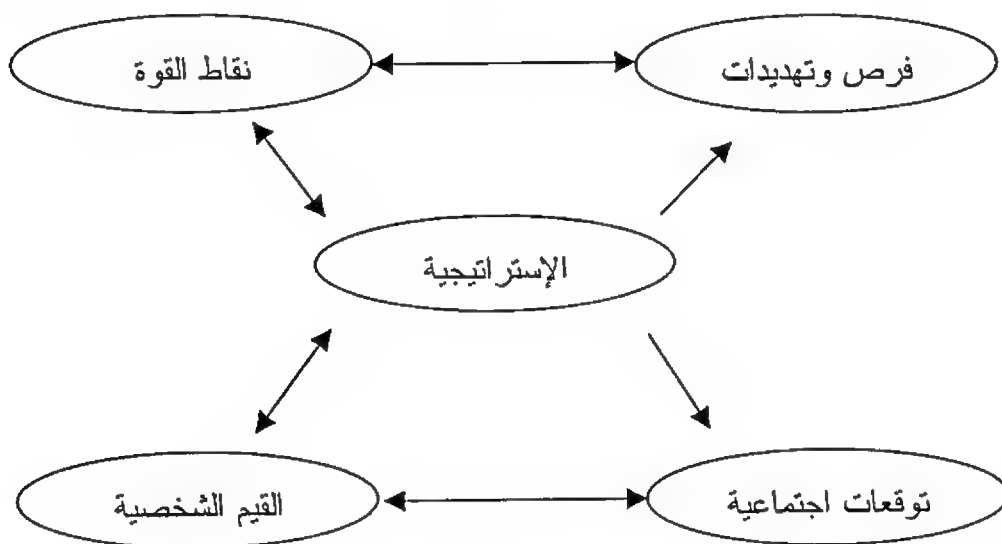 فرص وتهديدات
نقاط القوة
الإستراتيجية
توقعات اجتماعية
القيم الشخصية